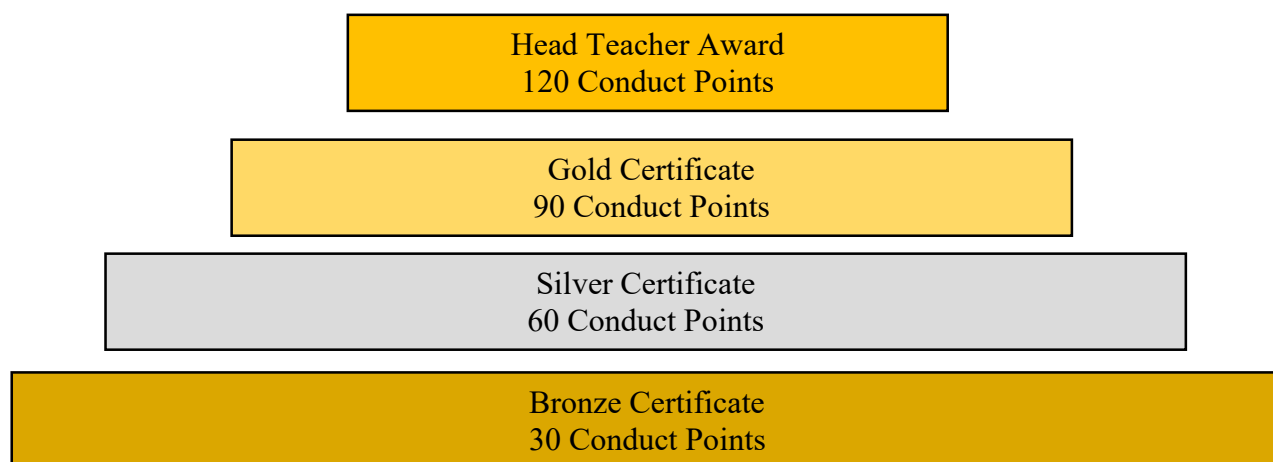 Head Teacher Award
120 Conduct Points
Gold Certificate
90 Conduct Points
Silver Certificate
60 Conduct Points
Bronze Certificate
30 Conduct Points